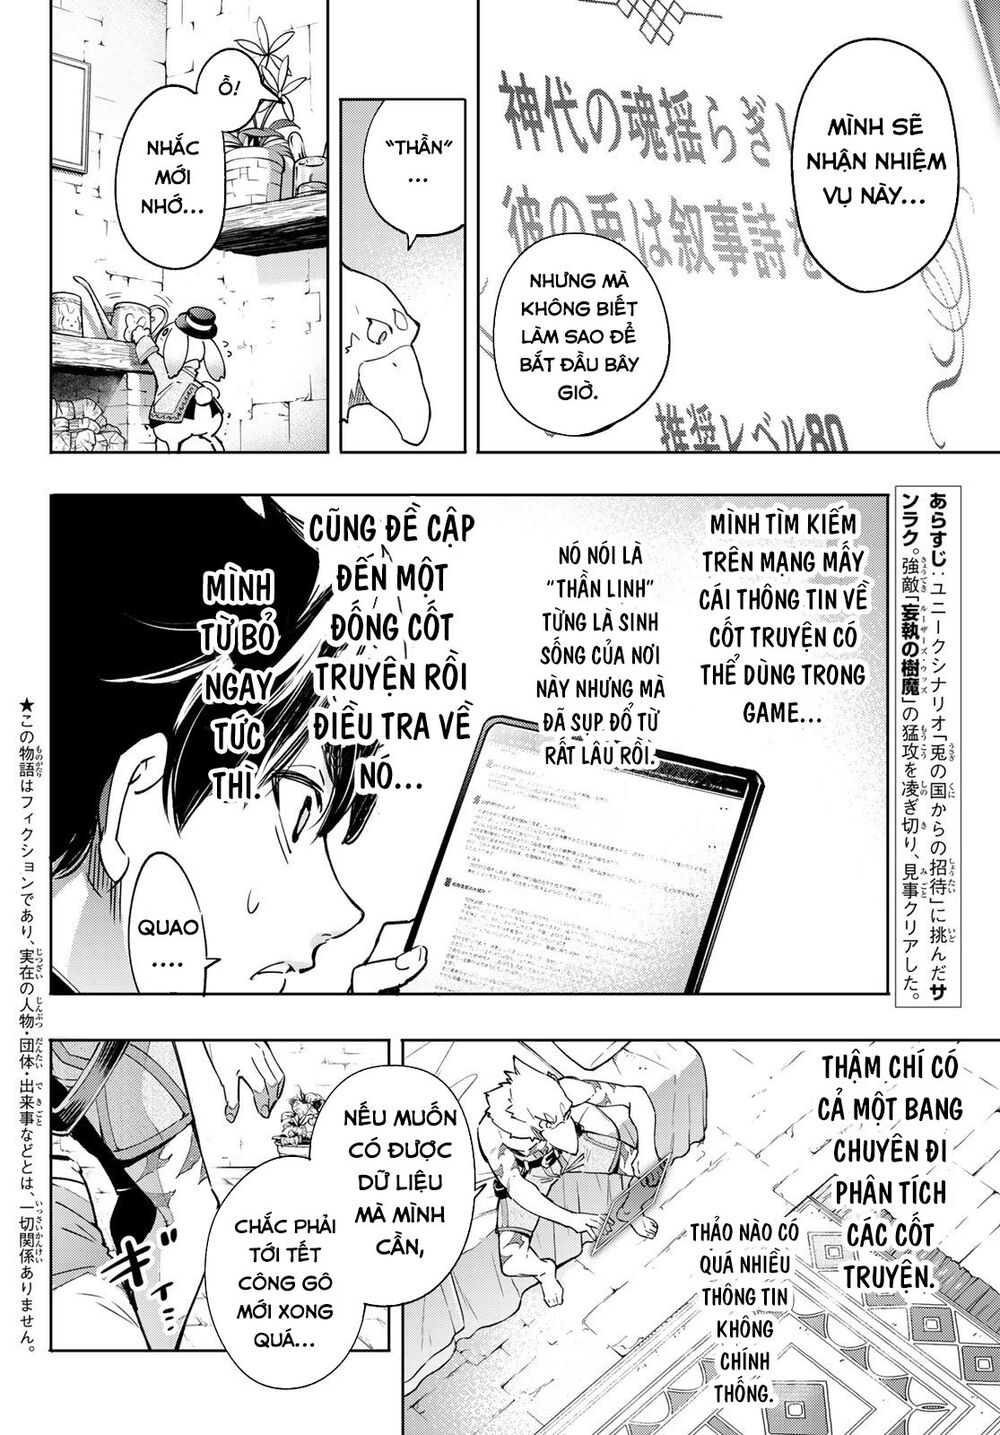 MÌNH SẼ
NHẬN NHIỆM
VỤ NÀY...
神代の魂揺らざし
彼の画は叙事詩を
推奨レベル80
NHƯNG MÀ
KHÔNG BIẾT
LÀM SAO ĐỂ
BẮT ĐẦU BÂY
GIỜ.
"THẦN"
...
Ồ!
NHẮC
MỚI
NHỚ...
あらすじ：ユニークシナリオ「兎の国からの招待」に挑んだサ
ンラク。強敵「妄執の樹魔」の猛攻を凌ぎ切り、見事クリアした。
MÌNH TÌM KIẾM
TRÊN MẠNG MẤY
CÁI THÔNG TIN VỀ
CỐT TRUYỆN CÓ
THỂ DÙNG TRONG
GAME...
NÓ NÓI LÀ
"THẦN LINH"
TỪNG LÀ SINH
SỐNG CỦA NƠI
NÀY NHƯNG MÀ
ĐÃ SỤP ĐỔ TỪ
RẤT LÂU RỒI.
CŨNG ĐỀ CẬP
ĐẾN MỘT
ĐỐNG CỐT
TRUYỆN RỒI
ĐIỀU TRA VỀ
NÓ...
MÌNH
TỪ BỎ
NGAY
TỨC
THÌ.
QUAO
....
THẬM CHÍ CÓ
CẢ MỘT BANG
CHUYÊN ĐI
PHÂN TÍCH
CÁC CỐT
TRUYỆN.
THẢO NÀO CÓ
QUÁ NHIỀU
THÔNG TIN
KHÔNG
CHÍNH
THỐNG.
NẾU MUỐN
CÓ ĐƯỢC
DỮ LIỆU
MÀ MÌNH
CẦN,
CHẮC PHẢI
TỚI TẾT
CÔNG GÔ
MỚI XONG
QUÁ...
★この物語はフィクションであり、実在の人物・団体・出来事などとは、一切関係ありません。